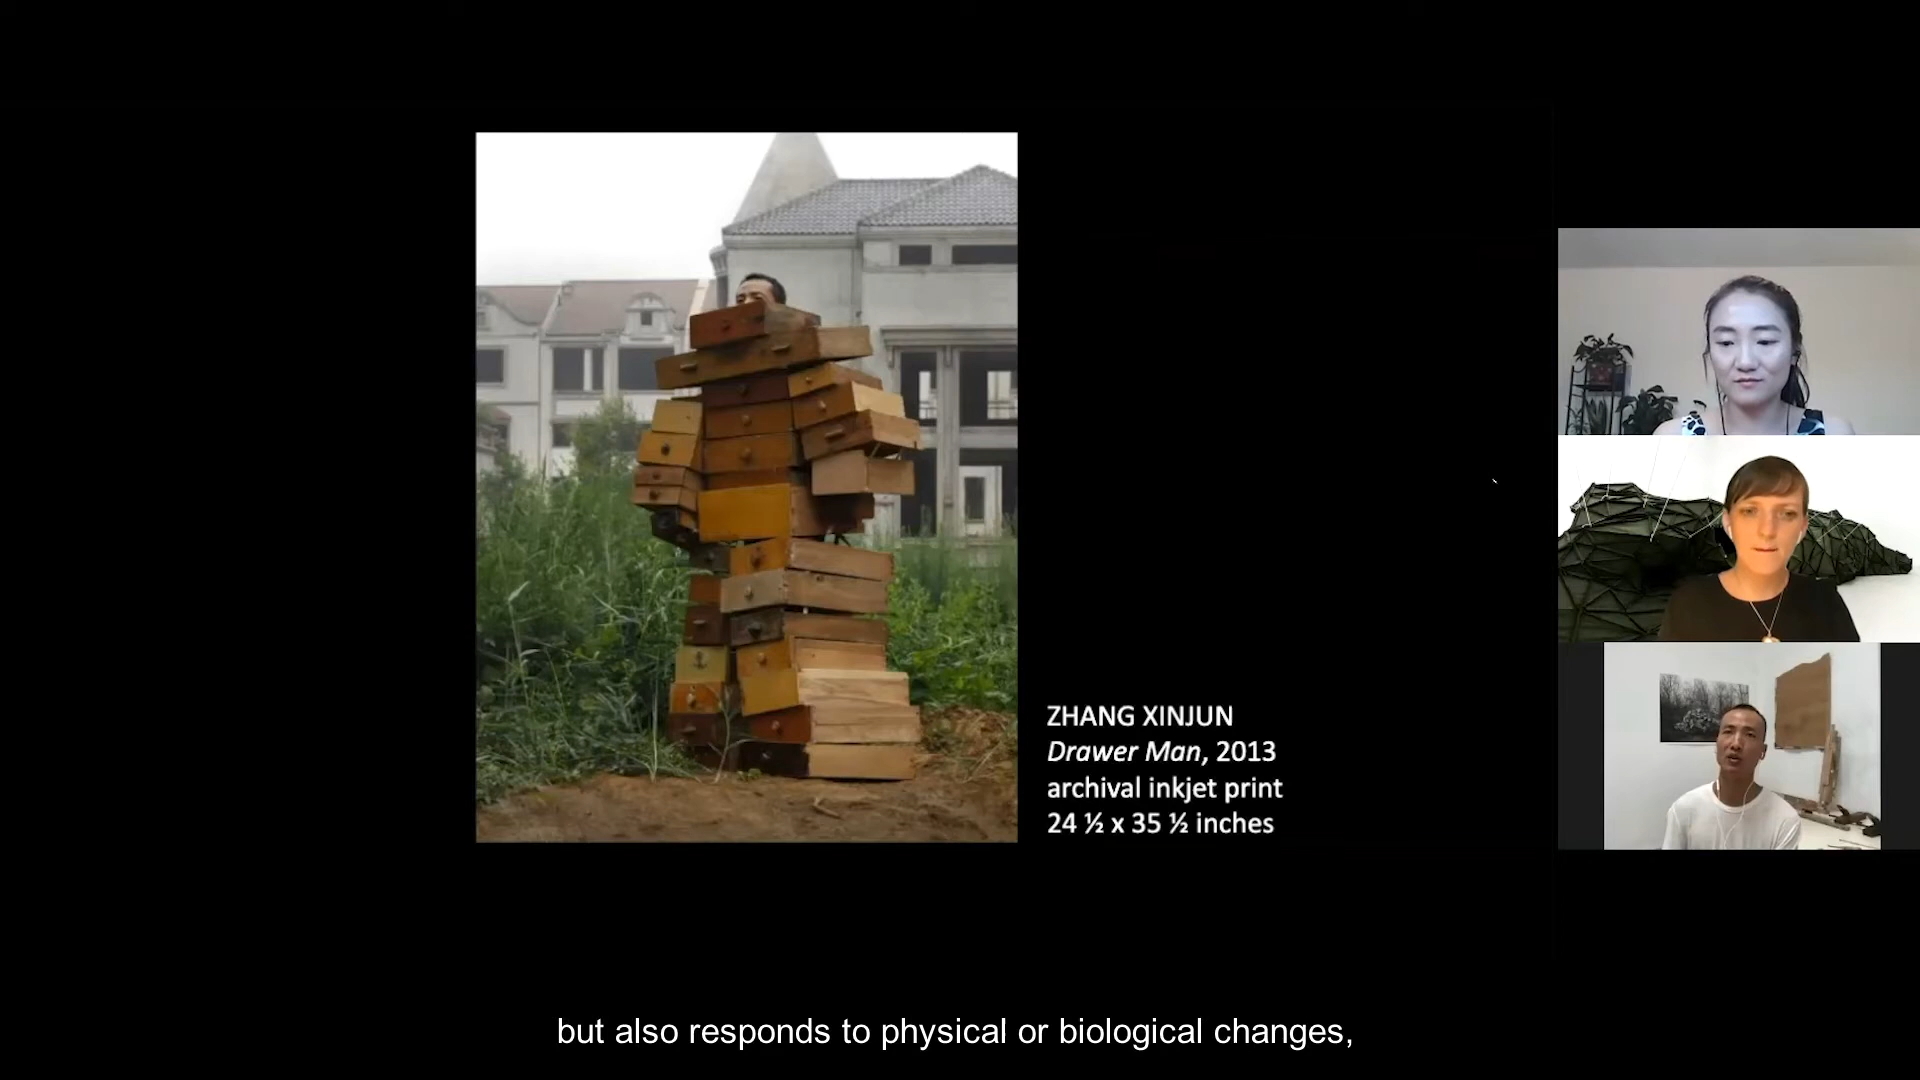 ZHANG XINJUN
Drawer Man, 2013
archival inkjet print
24 ½ x 35 ½ inches
but also responds to physical or biological changes,